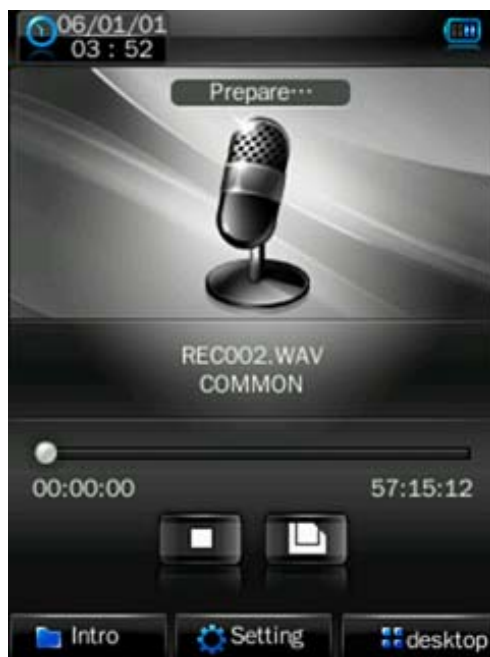 06/01/01
03 : 52
Prepare···
REC002.WAV
COMMON
00:00:00
57:15:12
Intro
Setting
desktop